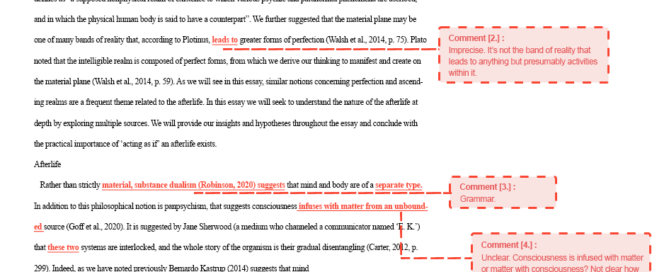 and in which the physical human body is said to have a counterpart”. We further suggested that the material plane may be
one of many bands of reality that, according to Plotinus, leads to greater forms of perfection (Walsh et al., 2014, p. 75). Plato
noted that the intelligible realm is composed of perfect forms, from which we derive our thinking to manifest and create on
the material plane (Walsh et al., 2014, p. 59). As we will see in this essay, similar notions concerning perfection and ascend-
ing realms are a frequent theme related to the afterlife. In this essay we will seek to understand the nature of the afterlife at
depth by exploring multiple sources. We will provide our insights and hypotheses throughout the essay and conclude with
the practical importance of ‘acting as if’ an afterlife exists.
Afterlife
Rather than strictly material, substance dualism (Robinson, 2020) suggests that mind and body are of a separate type.
In addition to this philosophical notion is panpsychism, that suggests consciousness infuses with matter from an unbound-
ed source (Goff et al., 2020). It is suggested by Jane Sherwood (a medium who channeled a communicator named ‘E. K.’)
that these two systems are interlocked, and the whole story of the organism is their gradual disentangling (Carter, 2012, p.
299). Indeed, as we have noted previously Bernardo Kastrup (2014) suggests that mind
Comment [2.] :
Imprecise. It's not the band of reality that
leads to anything but presumably activities
within it.
Comment [3.] :
Grammar.
Comment [4.] :
Unclear. Consciousness is infused with matter
or matter with consciousness? Not clear how